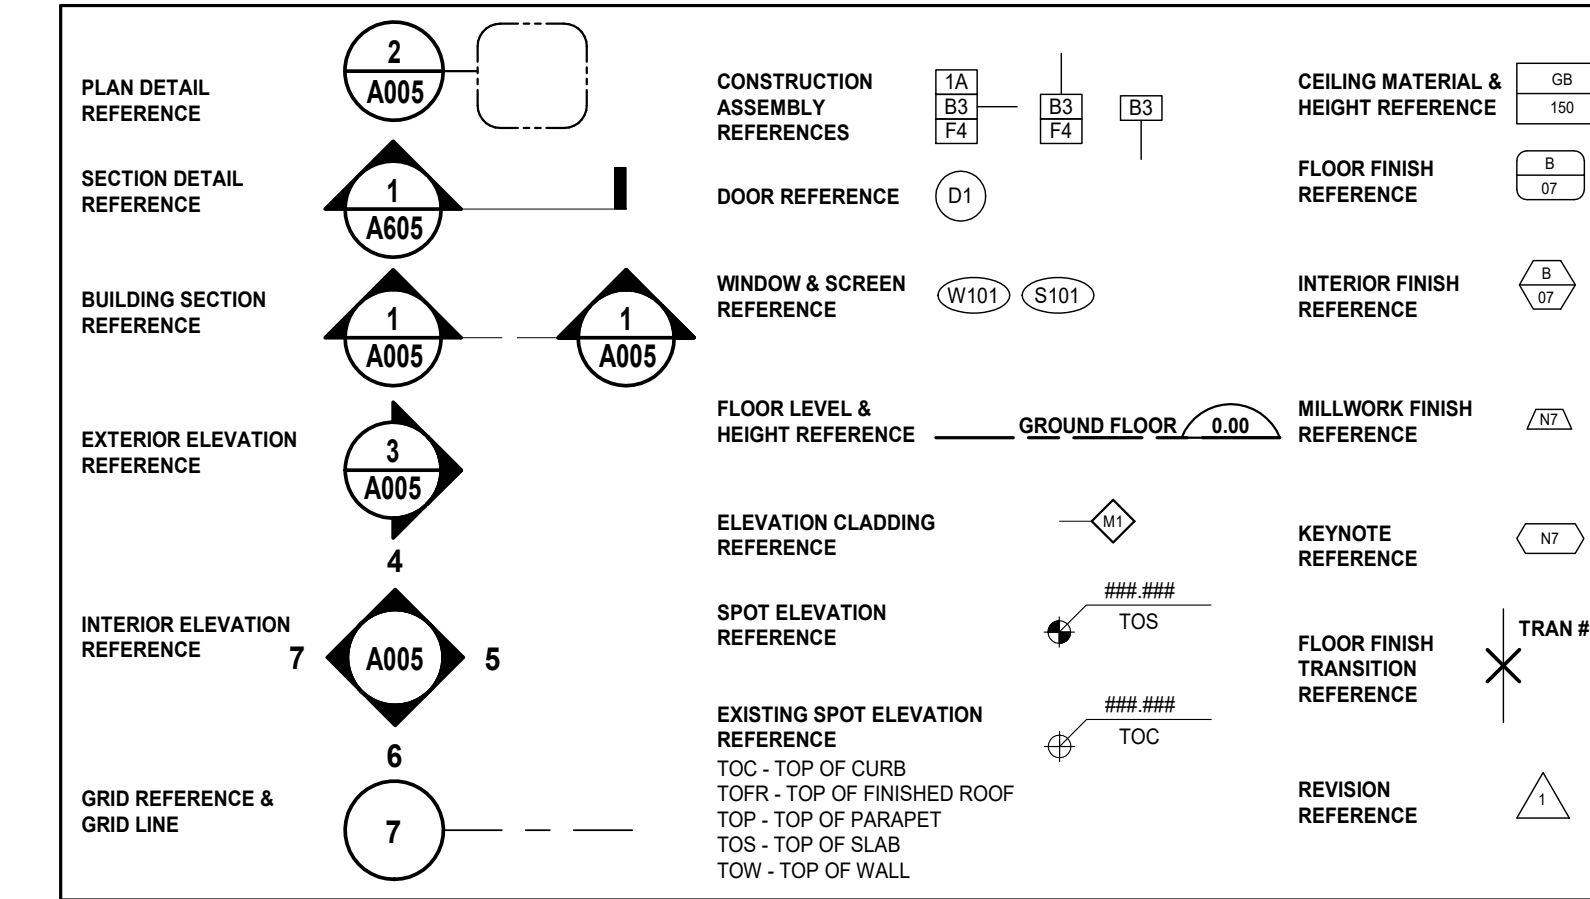 PLAN DETAIL
REFERENCE
2
A005
SECTION DETAIL
REFERENCE
1
A605
BUILDING SECTION
REFERENCE
1
A005
1
A005
EXTERIOR ELEVATION
REFERENCE
3
A005
INTERIOR ELEVATION
REFERENCE
4
7
A005
5
6
GRID REFERENCE &
GRID LINE
7
CONSTRUCTION
ASSEMBLY
REFERENCES
1A
B3
F4
B3
F4
B3
DOOR REFERENCE
D1
WINDOW & SCREEN
REFERENCE
W101
S101
FLOOR LEVEL &
HEIGHT REFERENCE
GROUND FLOOR
0.00
ELEVATION CLADDING
REFERENCE
M1
SPOT ELEVATION
REFERENCE
###.###
TOS
EXISTING SPOT ELEVATION
REFERENCE
###.###
TOC
TOC - TOP OF CURB
TOFR - TOP OF FINISHED ROOF
TOP - TOP OF PARAPET
TOS - TOP OF SLAB
TOW - TOP OF WALL
CEILING MATERIAL &
HEIGHT REFERENCE
GB
150
FLOOR FINISH
REFERENCE
B
07
INTERIOR FINISH
REFERENCE
B
07
MILLWORK FINISH
REFERENCE
N7
KEYNOTE
REFERENCE
N7
FLOOR FINISH
TRANSITION
REFERENCE
TRAN #
REVISION
REFERENCE
1